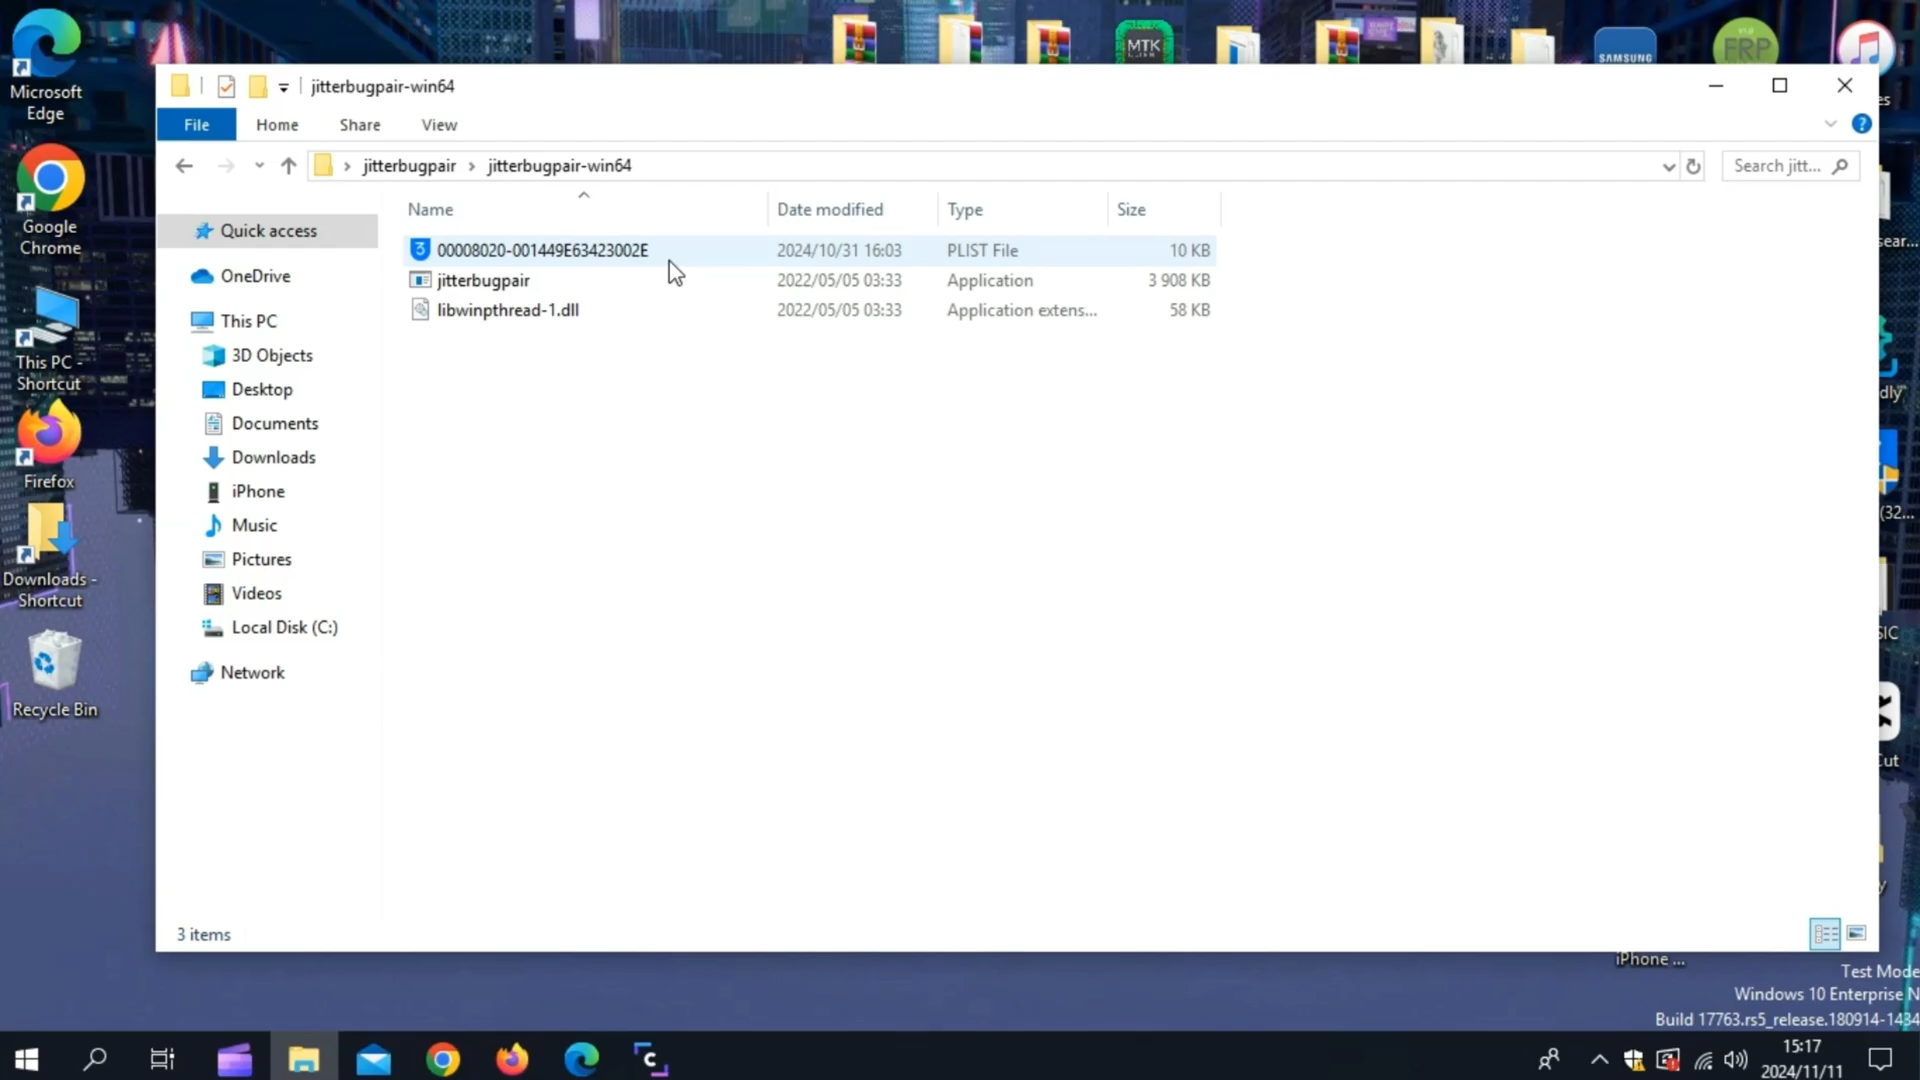 jitterbugpair-win64
File
Home
Share
View
jitterbugpair
jitterbugpair-win64
Search jitt...
Name
Date modified
Type
Size
00008020-001449E63423002E
2024/10/31 16:03
PLIST File
10 KB
jitterbugpair
2022/05/05 03:33
Application
3 908 KB
libwinpthread-1.dll
2022/05/05 03:33
Application extens...
58 KB
Quick access
OneDrive
This PC
3D Objects
Desktop
Documents
Downloads
iPhone
Music
Pictures
Videos
Local Disk (C:)
Network
3 items
Microsoft
Edge
Google
Chrome
This PC -
Shortcut
Firefox
Downloads -
Shortcut
Recycle Bin
MTK
SAMSUNG
FRP
iPhone ...
Test Mode
Windows 10 Enterprise N
Build 17763.rs5_release.180914-1434
15:17
2024/11/11